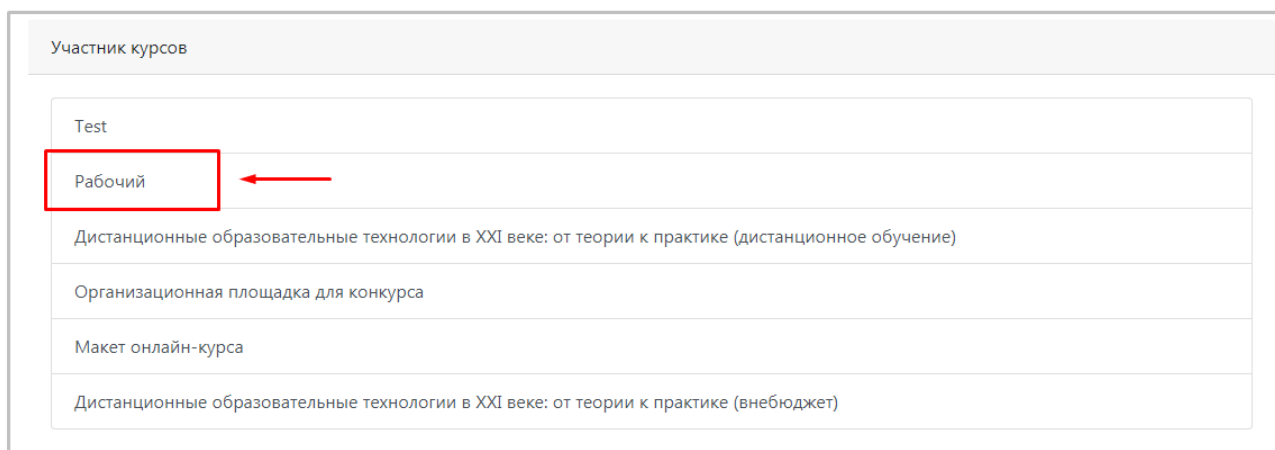 Участник курсов
Test
Рабочий
Дистанционные образовательные технологии в XXI веке: от теории к практике (дистанционное обучение)
Организационная площадка для конкурса
Макет онлайн-курса
Дистанционные образовательные технологии в XXI веке: от теории к практике (внебюджет)